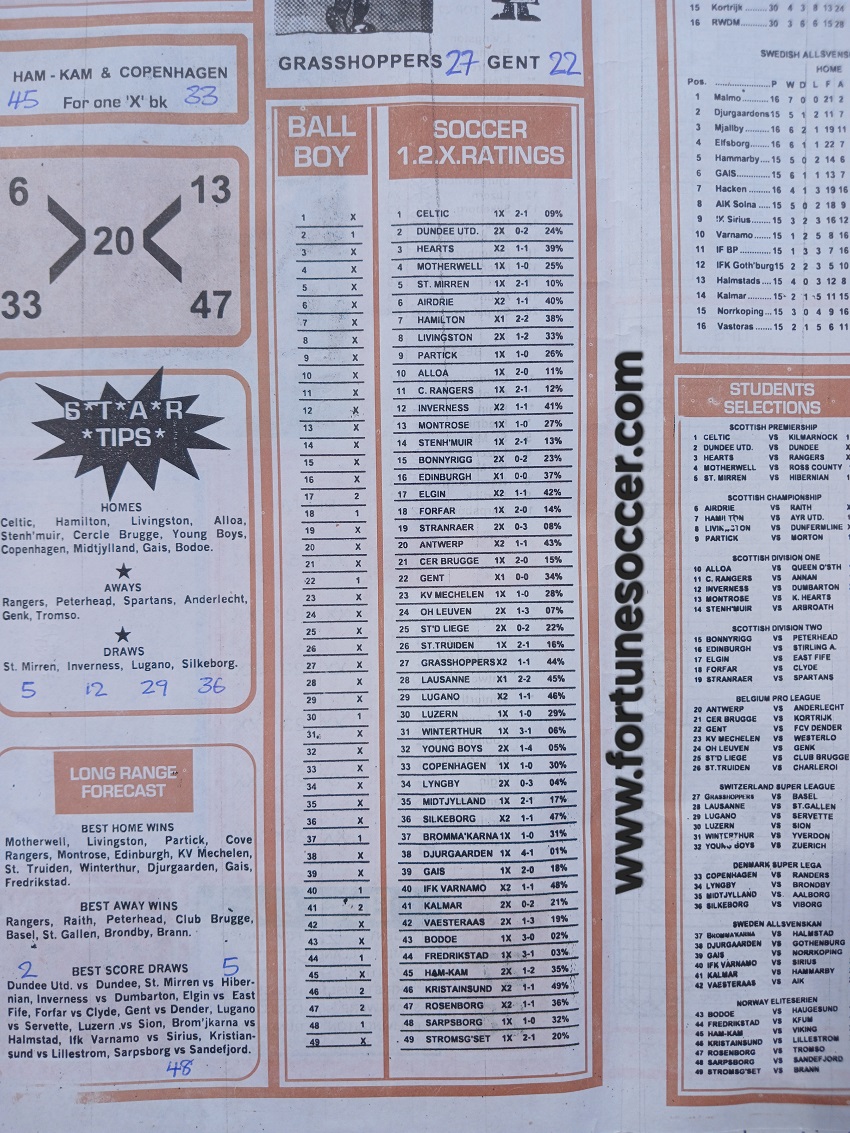 GRASSHOPPERS 27 GENT 22
HAM - KAM & COPENHAGEN
45 For one 'X' bk 33
6 13
20
33 47
S*T*A*R
*TIPS*
HOMES
Celtic, Hamilton, Livingston, Alloa,
Stenh'muir, Cercle Brugge, Young Boys,
Copenhagen, Midtjylland, Gais, Bodoe.
AWAYS
Rangers, Peterhead, Spartans, Anderlecht,
Genk, Tromso.
DRAWS
St. Mirren, Inverness, Lugano, Silkeborg.
5 12 29 36
LONG RANGE
FORECAST
BEST HOME WINS
Motherwell, Livingston, Partick, Cove
Rangers, Montrose, Edinburgh, KV Mechelen,
St. Truiden, Winterthur, Djurgaarden, Gais,
Fredrikstad.
BEST AWAY WINS
Rangers, Raith, Peterhead, Club Brugge,
Basel, St. Gallen, Brondby, Brann.
2 BEST SCORE DRAWS 5
Dundee Utd. vs Dundee, St. Mirren vs Hiber-
nian, Inverness vs Dumbarton, Elgin vs East
Fife, Forfar vs Clyde, Gent vs Dender, Lugano
vs Servette, Luzern vs Sion, Brom'jkarna vs
Halmstad, Ifk Varnamo vs Sirius, Kristian-
sund vs Lillestrom, Sarpsborg vs Sandefjord.
48
BALL
BOY
1 X
2 1
3 X
4 X
5 X
6 X
7 X
8 X
9 X
10 X
11 X
12 X
13 X
14 X
15 X
16 X
17 2
18 1
19 X
20 X
21 X
22 1
23 X
24 X
25 X
26 X
27 X
28 X
29 X
30 1
31 X
32 X
33 X
34 X
35 X
36 X
37 1
38 X
39 X
40 1
41 2
42 X
43 X
44 1
45 X
46 2
47 2
48 1
49 X
SOCCER
1.2.X.RATINGS
1 CELTIC 1X 2-1 09%
2 DUNDEE UTD. 2X 0-2 24%
3 HEARTS X2 1-1 39%
4 MOTHERWELL 1X 1-0 25%
5 ST. MIRREN 1X 2-1 10%
6 AIRDRIE X2 1-1 40%
7 HAMILTON X1 2-2 38%
8 LIVINGSTON 2X 1-2 33%
9 PARTICK 1X 1-0 26%
10 ALLOA 1X 2-0 11%
11 C. RANGERS 1X 2-1 12%
12 INVERNESS X2 1-1 41%
13 MONTROSE 1X 1-0 27%
14 STENH'MUIR 1X 2-1 13%
15 BONNYRIGG 2X 0-2 23%
16 EDINBURGH X1 0-0 37%
17 ELGIN X2 1-1 42%
18 FORFAR 1X 2-0 14%
19 STRANRAER 2X 0-3 08%
20 ANTWERP X2 1-1 43%
21 CER BRUGGE 1X 2-0 15%
22 GENT X1 0-0 34%
23 KV MECHELEN 1X 1-0 28%
24 OH LEUVEN 2X 1-3 07%
25 ST'D LIEGE 2X 0-2 22%
26 ST.TRUIDEN 1X 2-1 16%
27 GRASSHOPPERS X2 1-1 44%
28 LAUSANNE X1 2-2 45%
29 LUGANO X2 1-1 46%
30 LUZERN 1X 1-0 29%
31 WINTERTHUR 1X 3-1 06%
32 YOUNG BOYS 2X 1-4 05%
33 COPENHAGEN 1X 1-0 30%
34 LYNGBY 2X 0-3 04%
35 MIDTJYLLAND 1X 2-1 17%
36 SILKEBORG X2 1-1 47%
37 BROMMA'KARNA 1X 1-0 31%
38 DJURGAARDEN 1X 4-1 01%
39 GAIS 1X 2-0 18%
40 IFK VARNAMO X2 1-1 48%
41 KALMAR 2X 0-2 21%
42 VAESTERAAS 2X 1-3 19%
43 BODOE 1X 3-0 02%
44 FREDRIKSTAD 1X 3-1 03%
45 HAM-KAM 2X 1-2 35%
46 KRISTAINSUND X2 1-1 49%
47 ROSENBORG X2 1-1 36%
48 SARPSBORG 1X 1-0 32%
49 STROMSG'SET 1X 2-1 20%
www.fortunesoccer.com
15 Kortrijk 30 4 3 8 13 24
16 RWDM 30 3 6 6 15 28
SWEDISH ALLSVENS
HOME
Pos. P W D L F A
1 Malmo 16 7 0 0 21 2
2 Djurgaardens 15 5 1 2 11 7
3 Mjallby 16 6 2 1 19 11
4 Elfsborg 16 6 1 1 22 7
5 Hammarby 15 5 0 2 14 6
6 GAIS 15 6 1 1 13 7
7 Hacken 16 4 1 3 19 16
8 AIK Solna 15 5 0 2 18 9
9 IK Sirius 15 3 2 3 16 12
10 Varnamo 15 1 2 5 8 16
11 IF BP 15 1 3 3 7 16
12 IFK Goth'burg 15 2 2 3 5 10
13 Halmstads 15 4 0 3 12 8
14 Kalmar 15 2 1 5 11 15
15 Norrkoping 15 3 0 4 9 16
16 Vastoras 15 2 1 5 6 11
STUDENTS
SELECTIONS
SCOTTISH PREMIERSHIP
1 CELTIC VS KILMARNOCK 1
2 DUNDEE UTD. VS DUNDEE X
3 HEARTS VS RANGERS X
4 MOTHERWELL VS ROSS COUNTY 1
5 ST. MIRREN VS HIBERNIAN 1
SCOTTISH CHAMPIONSHIP
6 AIRDRIE VS RAITH X
7 HAMILTON VS AYR UTD. 1
8 LIVINGSTON VS DUNFERMLINE X
9 PARTICK VS MORTON 1
SCOTTISH DIVISION ONE
10 ALLOA VS QUEEN O'STH
11 C. RANGERS VS ANNAN
12 INVERNESS VS DUMBARTON
13 MONTROSE VS K. HEARTS
14 STENH'MUIR VS ARBROATH
SCOTTISH DIVISION TWO
15 BONNYRIGG VS PETERHEAD
16 EDINBURGH VS STIRLING A.
17 ELGIN VS EAST FIFE
18 FORFAR VS CLYDE
19 STRANRAER VS SPARTANS
BELGIUM PRO LEAGUE
20 ANTWERP VS ANDERLECHT
21 CER BRUGGE VS KORTRIJK
22 GENT VS FCV DENDER
23 KV MECHELEN VS WESTERLO
24 OH LEUVEN VS GENK
25 ST'D LIEGE VS CLUB BRUGGE
26 ST.TRUIDEN VS CHARLEROI
SWITZERLAND SUPER LEAGUE
27 GRASSHOPPERS VS BASEL
28 LAUSANNE VS ST.GALLEN
29 LUGANO VS SERVETTE
30 LUZERN VS SION
31 WINTERTHUR VS YVERDON
32 YOUNG BOYS VS ZUERICH
DENMARK SUPER LEGA
33 COPENHAGEN VS RANDERS
34 LYNGBY VS BRONDBY
35 MIDTJYLLAND VS AALBORG
36 SILKEBORG VS VIBORG
SWEDEN ALLSVENSKAN
37 BROMMA'KARNA VS HALMSTAD
38 DJURGAARDEN VS GOTHENBURG
39 GAIS VS NORRKOPING
40 IFK VARNAMO VS SIRIUS
41 KALMAR VS HAMMARBY
42 VAESTERAAS VS AIK
NORWAY ELITESERIEN
43 BODOE VS HAUGESUND
44 FREDRIKSTAD VS KFUM
45 HAM-KAM VS VIKING
46 KRISTAINSUND VS LILLESTROM
47 ROSENBORG VS TROMSO
48 SARPSBORG VS SANDEFJORD
49 STROMSG'SET VS BRANN